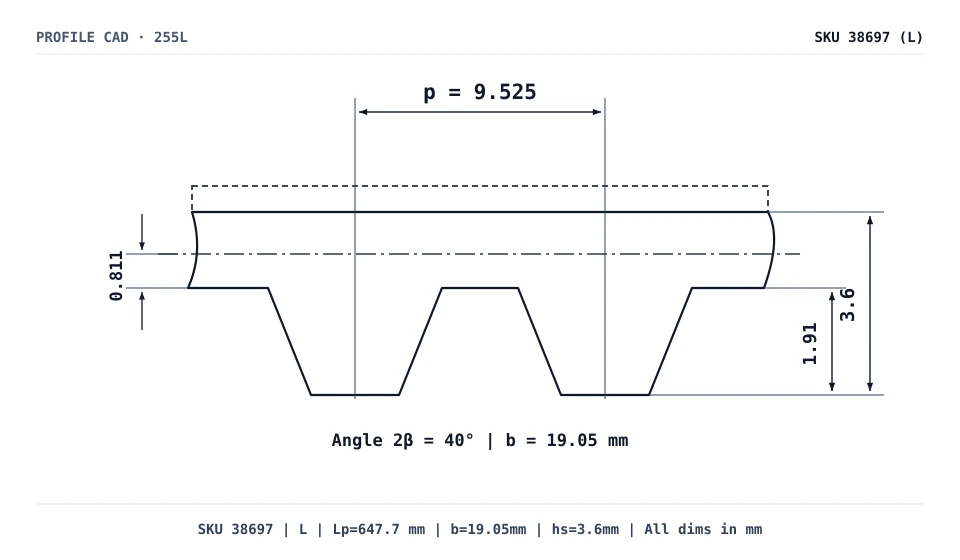 PROFILE CAD · 255L
SKU 38697 (L)
p = 9.525
0.811
3.6
1.91
Angle 2β = 40° | b = 19.05 mm
SKU 38697 | L | Lp=647.7 mm | b=19.05mm | hs=3.6mm | All dims in mm